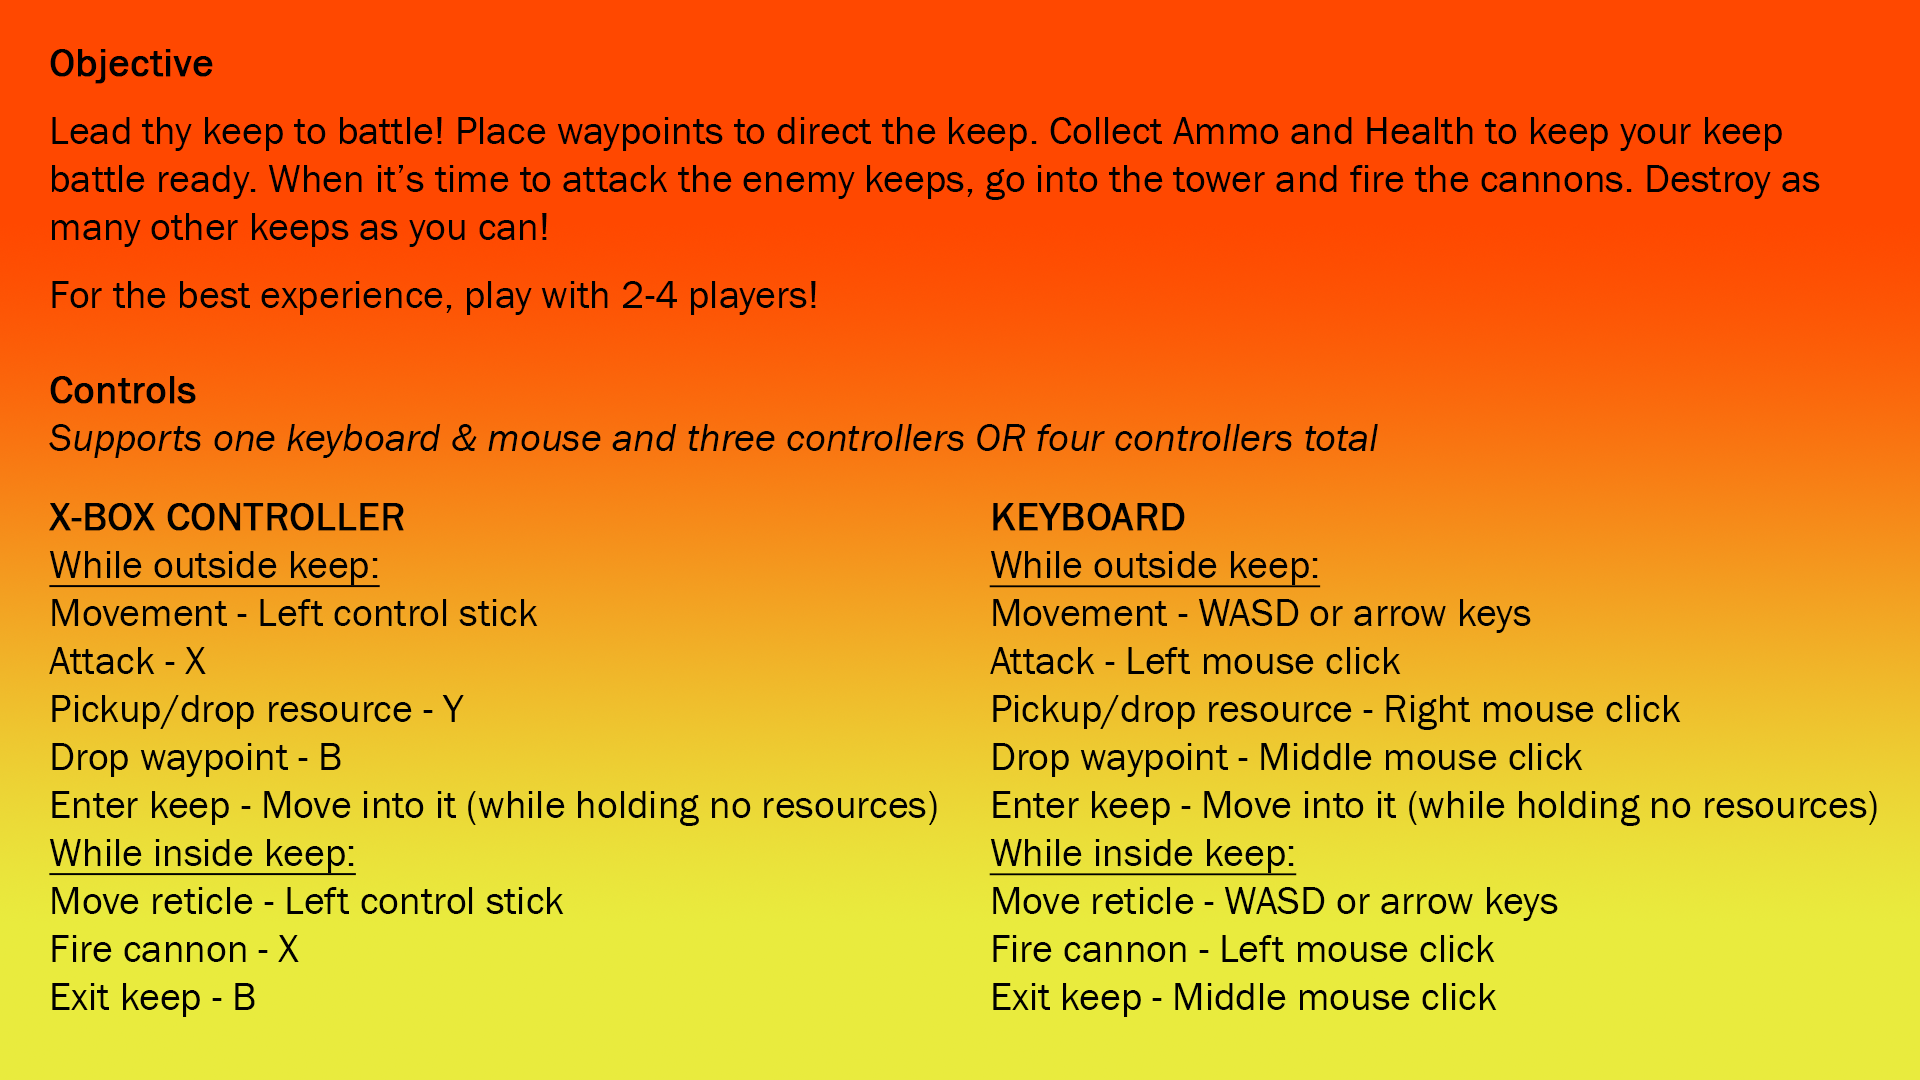 Objective
Lead thy keep to battle! Place waypoints to direct the keep. Collect Ammo and Health to keep your keep
battle ready. When it’s time to attack the enemy keeps, go into the tower and fire the cannons. Destroy as
many other keeps as you can!
For the best experience, play with 2-4 players!
Controls
Supports one keyboard & mouse and three controllers OR four controllers total
X-BOX CONTROLLER
While outside keep:
Movement - Left control stick
Attack - X
Pickup/drop resource - Y
Drop waypoint - B
Enter keep - Move into it (while holding no resources)
While inside keep:
Move reticle - Left control stick
Fire cannon - X
Exit keep - B
KEYBOARD
While outside keep:
Movement - WASD or arrow keys
Attack - Left mouse click
Pickup/drop resource - Right mouse click
Drop waypoint - Middle mouse click
Enter keep - Move into it (while holding no resources)
While inside keep:
Move reticle - WASD or arrow keys
Fire cannon - Left mouse click
Exit keep - Middle mouse click